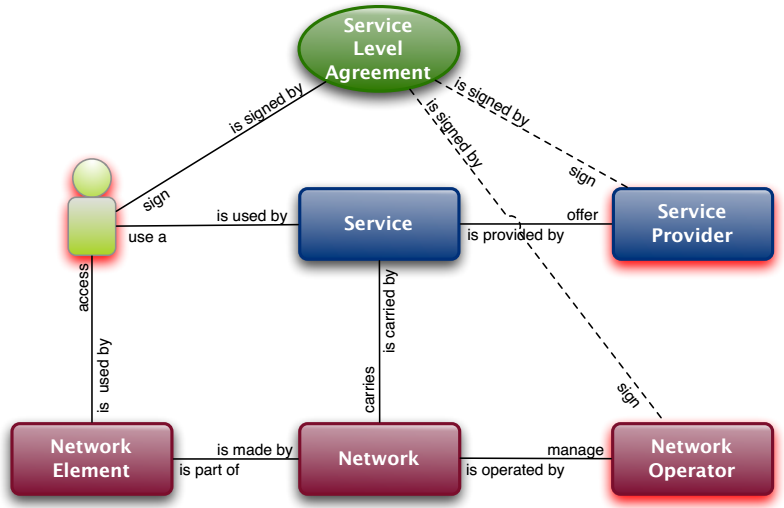 Service
Level
Agreement
is signed by
is signed by
is signed by
sign
sign
is used by
use a
Service
offer
is provided by
Service
Provider
access
is used by
is carried by
carries
sign
Network
Element
is made by
is part of
Network
manage
is operated by
Network
Operator